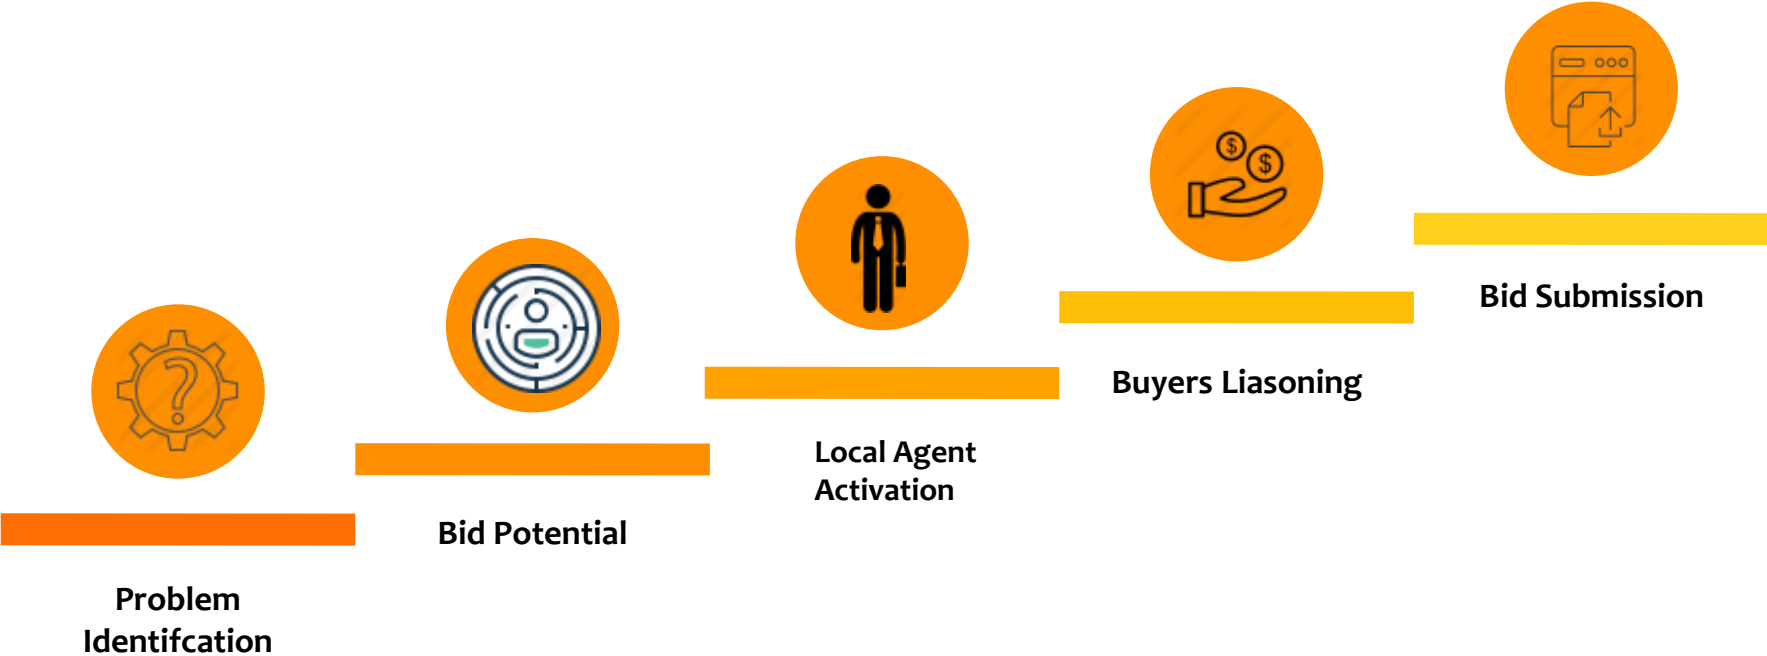 Problem
Identifcation
Bid Potential
Local Agent
Activation
Buyers Liasoning
Bid Submission
$
$